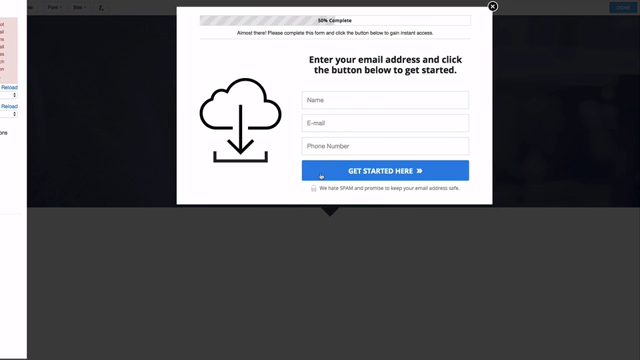 50% Complete
Almost there! Please complete this form and click the button below to gain instant access.
Enter your email address and click
the button below to get started.
Name
E-mail
Phone Number
GET STARTED HERE »
We hate SPAM and promise to keep your email address safe.
Reload
Reload